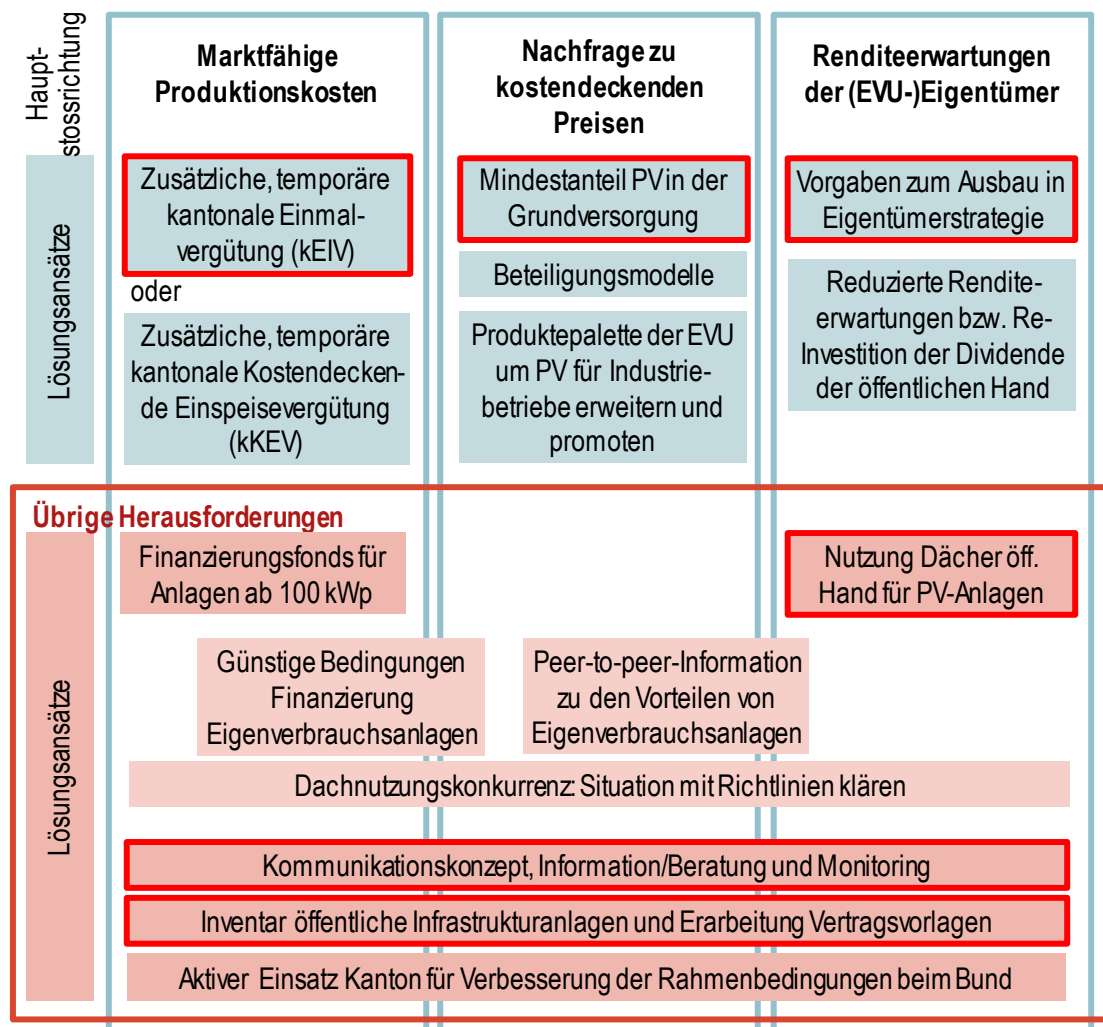 Haupt-
stossrichtung
Marktfähige
Produktionskosten
Nachfrage zu
kostendeckenden
Preisen
Renditeerwartungen
der (EVU-)Eigentümer
Lösungsansätze
Zusätzliche, temporäre
kantonale Einmal-
vergütung (kEIV)
oder
Zusätzliche, temporäre
kantonale Kostendecken-
de Einspeisevergütung
(kKEV)
Mindestanteil PV in der
Grundversorgung
Beteiligungsmodelle
Produktepalette der EVU
um PV für Industrie-
betriebe erweitern und
promoten
Vorgaben zum Ausbau in
Eigentümerstrategie
Reduzierte Rendite-
erwartungen bzw. Re-
Investition der Dividende
der öffentlichen Hand
Übrige Herausforderungen
Lösungsansätze
Finanzierungsfonds für
Anlagen ab 100 kWp
Nutzung Dächer öff.
Hand für PV-Anlagen
Günstige Bedingungen
Finanzierung
Eigenverbrauchsanlagen
Peer-to-peer-Information
zu den Vorteilen von
Eigenverbrauchsanlagen
Dachnutzungskonkurrenz: Situation mit Richtlinien klären
Kommunikationskonzept, Information/Beratung und Monitoring
Inventar öffentliche Infrastrukturanlagen und Erarbeitung Vertragsvorlagen
Aktiver Einsatz Kanton für Verbesserung der Rahmenbedingungen beim Bund